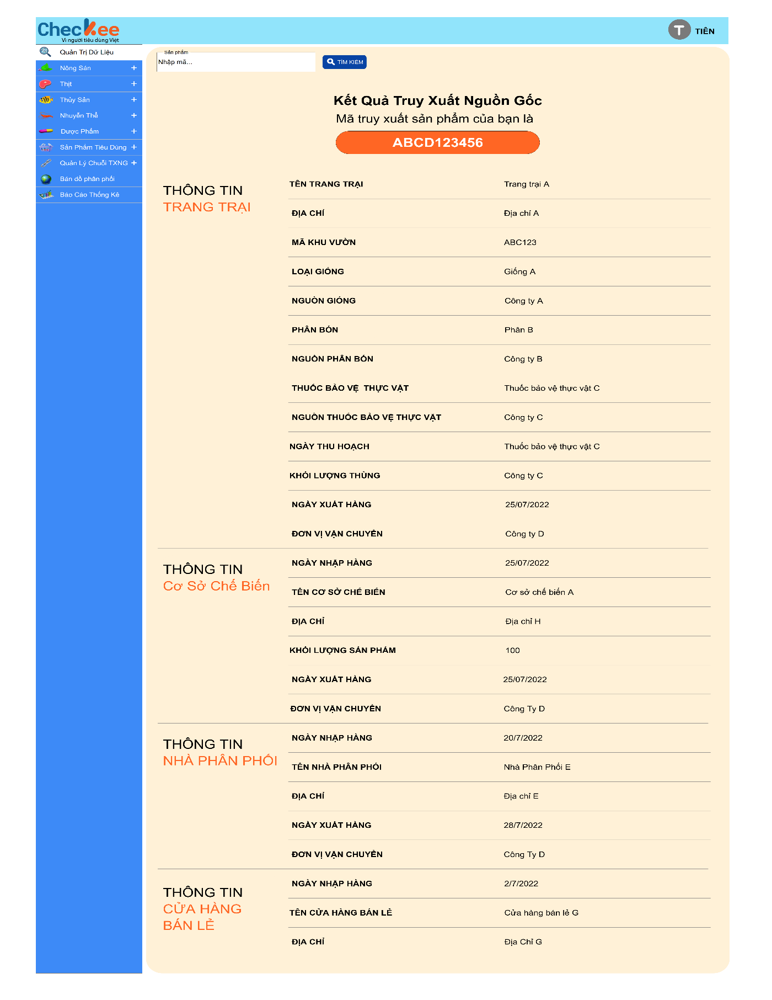 Checkee
Vì người tiêu dùng Việt
T TIÊN
Quản Trị Dữ Liệu
Nông Sản +
Thịt +
Thủy Sản +
Nhuyễn Thể +
Dược Phẩm +
Sản Phẩm Tiêu Dùng +
Quản Lý Chuỗi TXNG +
Bản đồ phân phối
Báo Cáo Thống Kê
Sản phẩm
Nhập mã...
TÌM KIẾM
Kết Quả Truy Xuất Nguồn Gốc
Mã truy xuất sản phẩm của bạn là
ABCD123456
THÔNG TIN
TRANG TRẠI
TÊN TRANG TRẠI Trang trại A
ĐỊA CHỈ Địa chỉ A
MÃ KHU VƯỜN ABC123
LOẠI GIỐNG Giống A
NGUỒN GIỐNG Công ty A
PHÂN BÓN Phân B
NGUỒN PHÂN BÓN Công ty B
THUỐC BẢO VỆ THỰC VẬT Thuốc bảo vệ thực vật C
NGUỒN THUỐC BẢO VỆ THỰC VẬT Công ty C
NGÀY THU HOẠCH Thuốc bảo vệ thực vật C
KHỐI LƯỢNG THÙNG Công ty C
NGÀY XUẤT HÀNG 25/07/2022
ĐƠN VỊ VẬN CHUYỂN Công ty D
THÔNG TIN
Cơ Sở Chế Biến
NGÀY NHẬP HÀNG 25/07/2022
TÊN CƠ SỞ CHẾ BIẾN Cơ sở chế biến A
ĐỊA CHỈ Địa chỉ H
KHỐI LƯỢNG SẢN PHẨM 100
NGÀY XUẤT HÀNG 25/07/2022
ĐƠN VỊ VẬN CHUYỂN Công Ty D
THÔNG TIN
NHÀ PHÂN PHỐI
NGÀY NHẬP HÀNG 20/7/2022
TÊN NHÀ PHÂN PHỐI Nhà Phân Phối E
ĐỊA CHỈ Địa chỉ E
NGÀY XUẤT HÀNG 28/7/2022
ĐƠN VỊ VẬN CHUYỂN Công Ty D
THÔNG TIN
CỬA HÀNG
BÁN LẺ
NGÀY NHẬP HÀNG 2/7/2022
TÊN CỬA HÀNG BÁN LẺ Cửa hàng bán lẻ G
ĐỊA CHỈ Địa Chỉ G